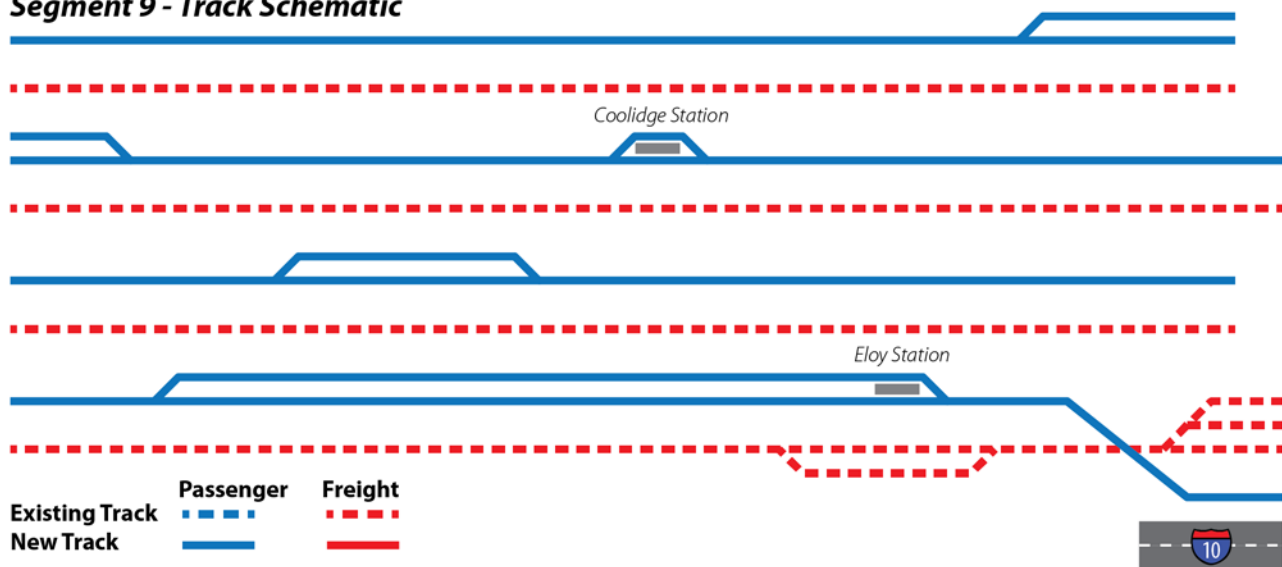 Segment 9 - Track Schematic
Coolidge Station
Eloy Station
Passenger Freight
Existing Track
New Track
10